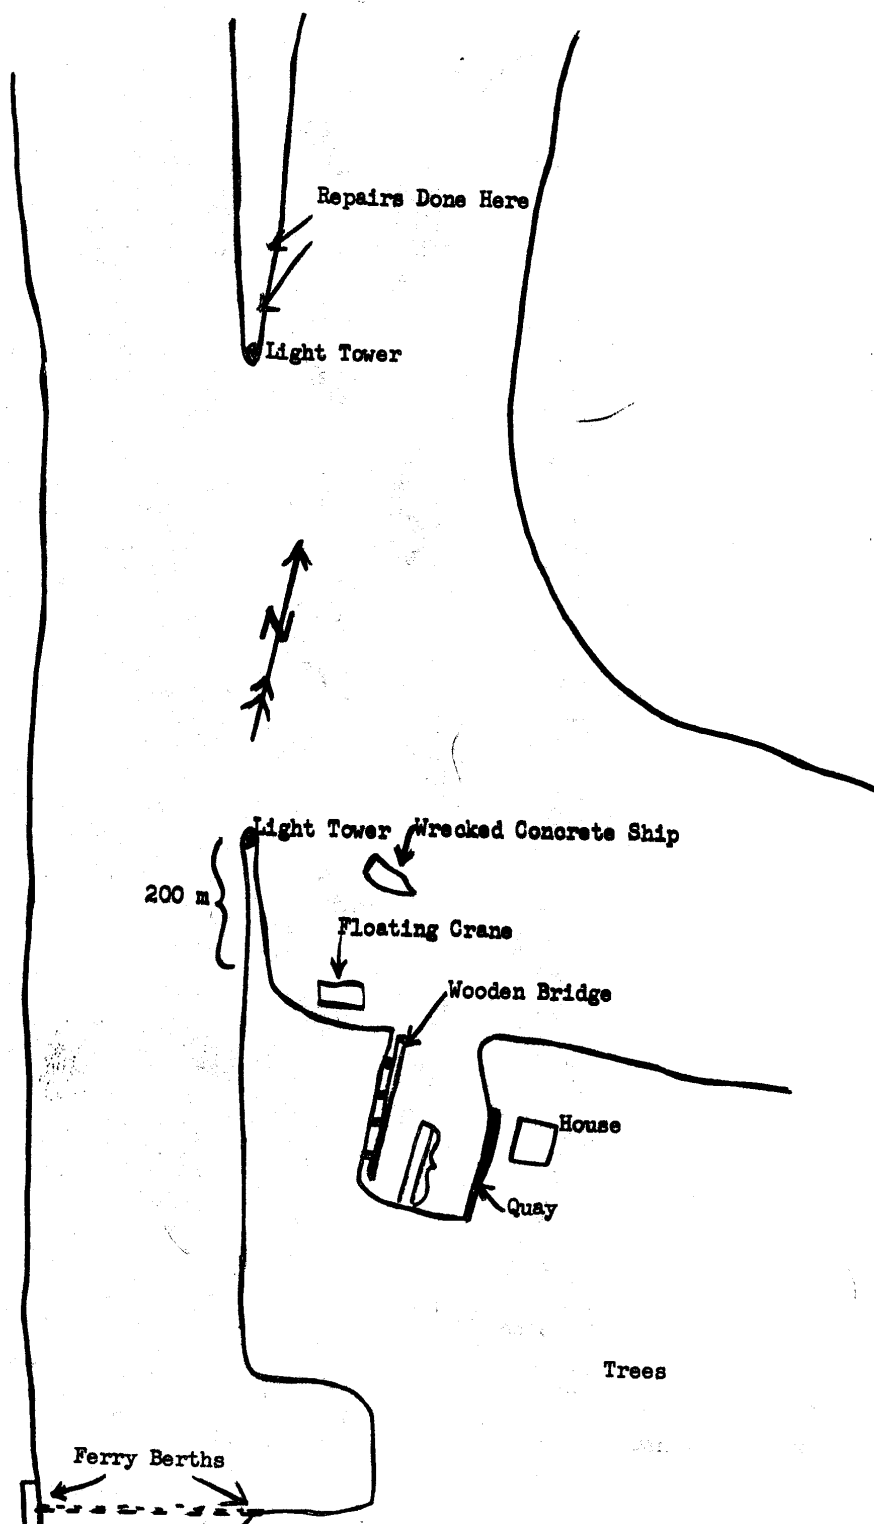 Repairs Done Here
Light Tower
N
Light Tower
Wrecked Concrete Ship
200 m
Floating Crane
Wooden Bridge
House
Quay
Trees
Ferry Berths